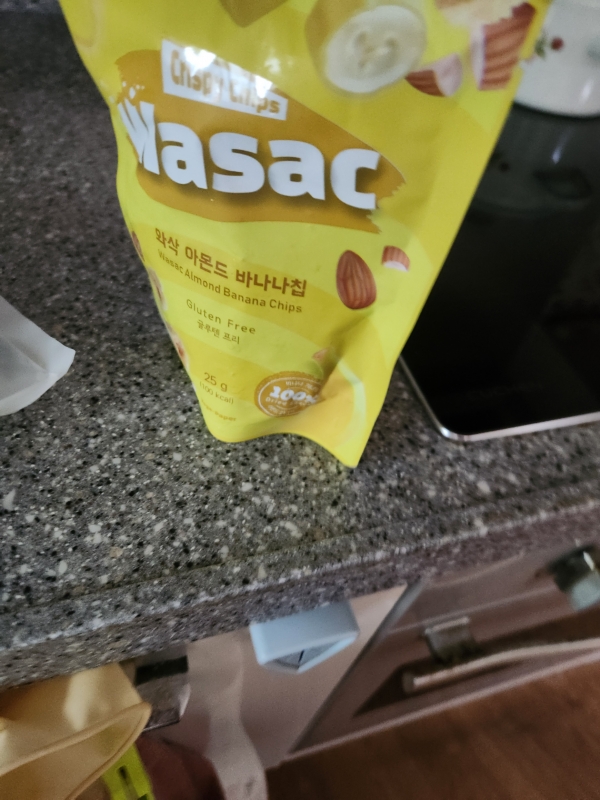 Crispy Chips
Wasac
와삭 아몬드 바나나칩
Wasac Almond Banana Chips
Gluten Free
글루텐 프리
25 g
100%